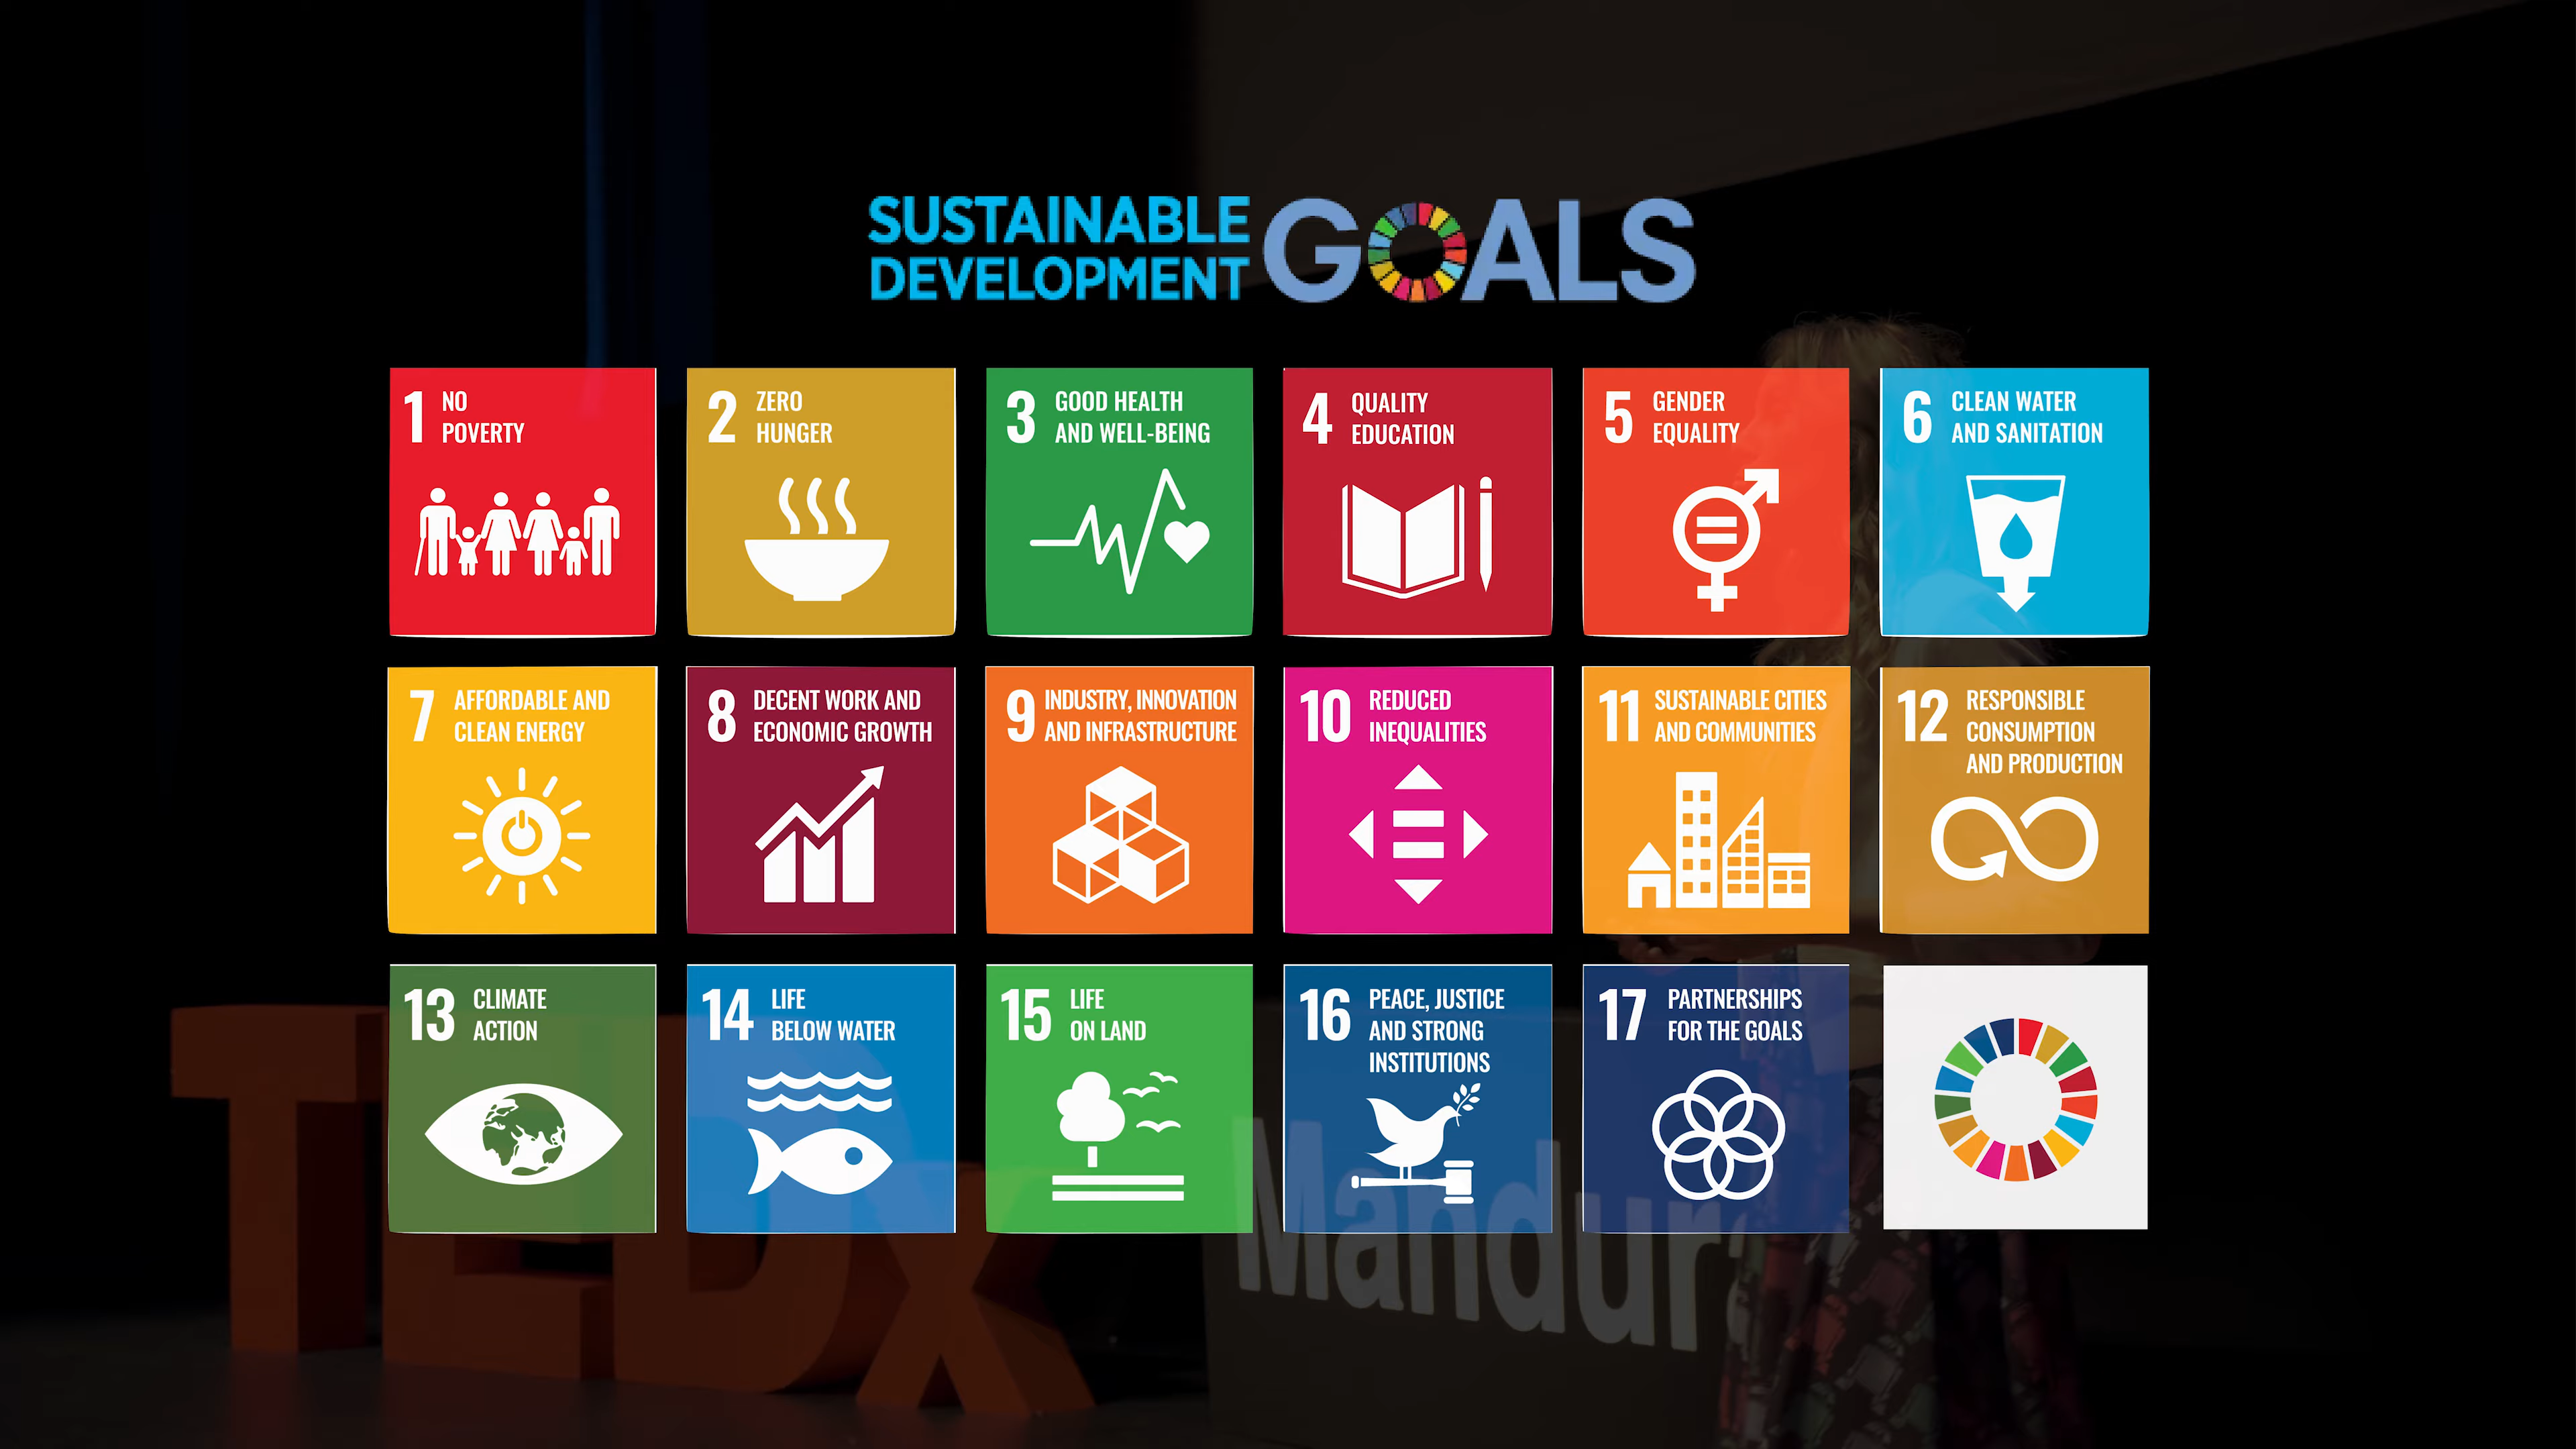 SUSTAINABLE
DEVELOPMENT
GOALS
1 NO
POVERTY
2 ZERO
HUNGER
3 GOOD HEALTH
AND WELL-BEING
4 QUALITY
EDUCATION
5 GENDER
EQUALITY
6 CLEAN WATER
AND SANITATION
7 AFFORDABLE AND
CLEAN ENERGY
8 DECENT WORK AND
ECONOMIC GROWTH
9 INDUSTRY, INNOVATION
AND INFRASTRUCTURE
10 REDUCED
INEQUALITIES
11 SUSTAINABLE CITIES
AND COMMUNITIES
12 RESPONSIBLE
CONSUMPTION
AND PRODUCTION
13 CLIMATE
ACTION
14 LIFE
BELOW WATER
15 LIFE
ON LAND
16 PEACE, JUSTICE
AND STRONG
INSTITUTIONS
17 PARTNERSHIPS
FOR THE GOALS
TEDx
Mandur